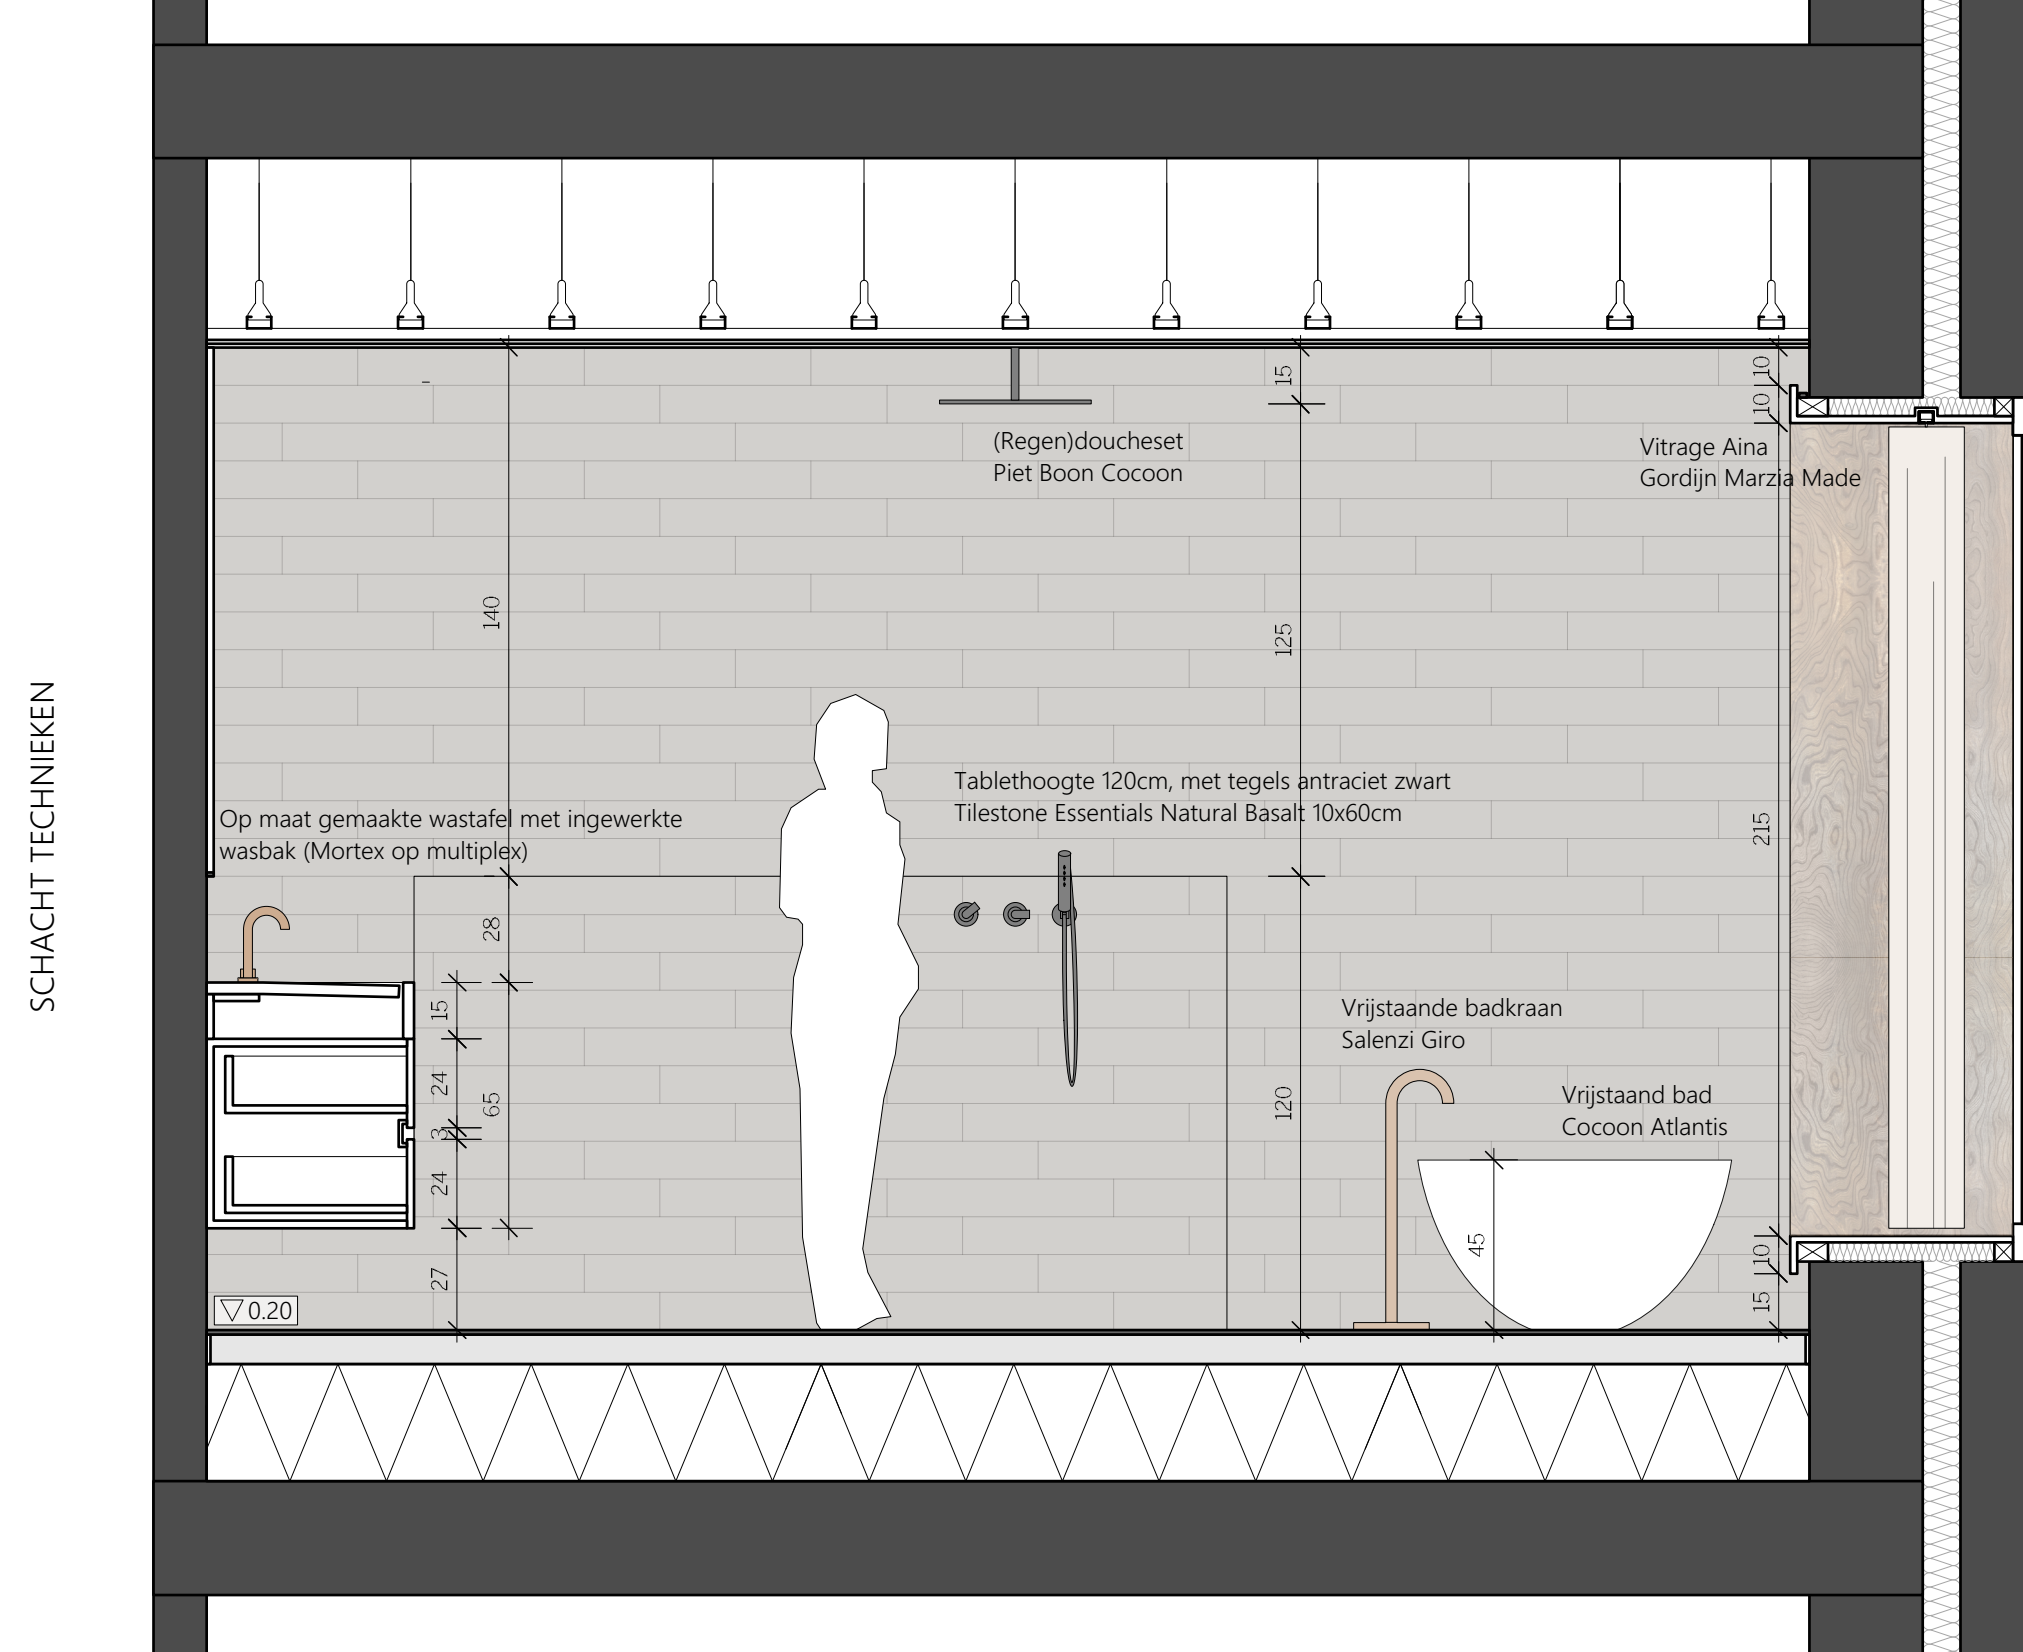 15
10
10
(Regen)doucheset
Piet Boon Cocoon
Vitrage Aina
Gordijn Marzia Made
140
125
SCHACHT TECHNIEKEN
Tablethoogte 120cm, met tegels antraciet zwart
Tilestone Essentials Natural Basalt 10x60cm
Op maat gemaakte wastafel met ingewerkte
wasbak (Mortex op multiplex)
215
28
15
Vrijstaande badkraan
Salenzi Giro
24
65
120
Vrijstaand bad
Cocoon Atlantis
3
24
45
10
27
15
0.20